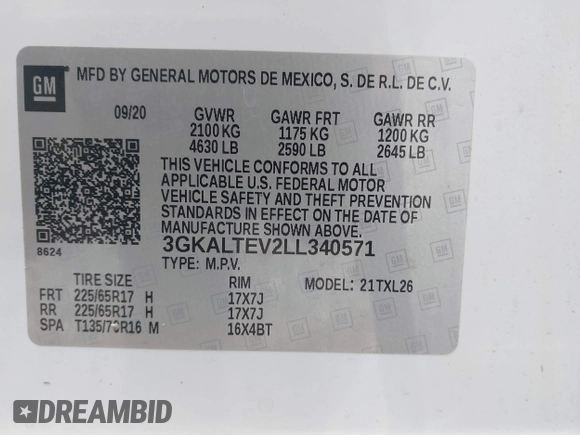 GM
MFD BY GENERAL MOTORS DE MEXICO, S. DE R.L. DE C.V.
09/20 GVWR GAWR FRT GAWR RR
2100 KG 1175 KG 1200 KG
4630 LB 2590 LB 2645 LB
THIS VEHICLE CONFORMS TO ALL
APPLICABLE U.S. FEDERAL MOTOR
VEHICLE SAFETY AND THEFT PREVENTION
STANDARDS IN EFFECT ON THE DATE OF
MANUFACTURE SHOWN ABOVE.
8624 3GKALTEV2LL340571
TYPE: M.P.V.
TIRE SIZE RIM MODEL: 21TXL26
FRT 225/65R17 H 17X7J
RR 225/65R17 H 17X7J
SPA T135/70R16 M 16X4BT
DREAMBID